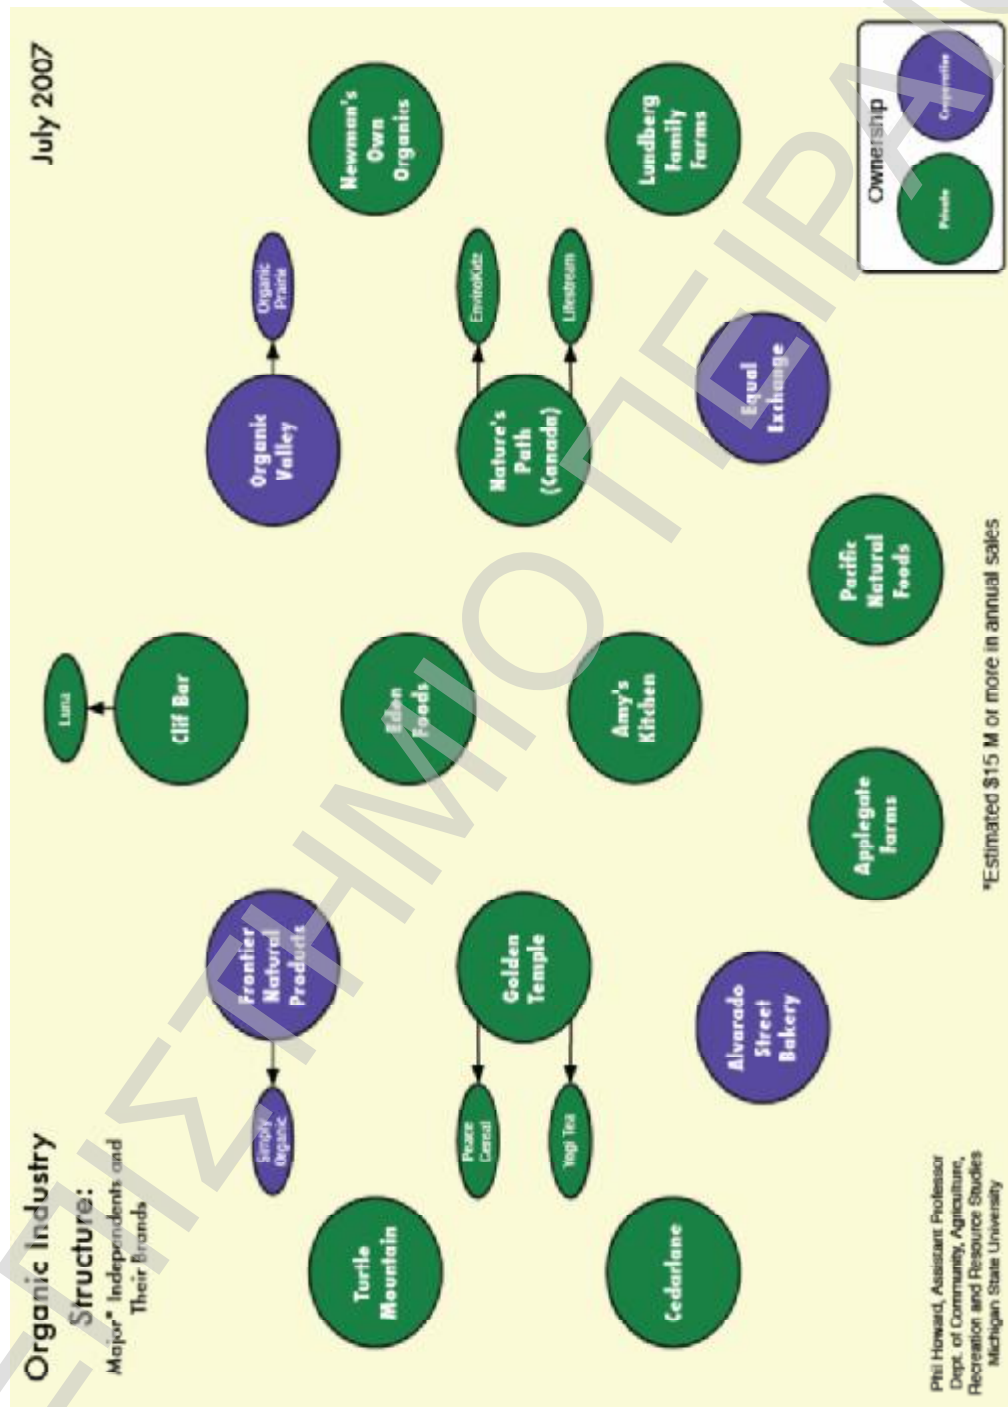 Organic Industry
Structure:
Major* Independents and
Their Brands
July 2007
Luna
Clif Bar
Frontier
Natural
Products
Simply
Organic
Organic
Valley
Organic
Prairie
Turtle
Mountain
Eden
Foods
Newman's
Own
Organics
Peace
Cereal
Golden
Temple
Yogi Tea
Nature's
Path
(Canada)
EnviroKidz
Lifestream
Cedarlane
Amy's
Kitchen
Lundberg
Family
Farms
Alvarado
Street
Bakery
Equal
Exchange
Applegate
Farms
Pacific
Natural
Foods
Ownership
Private
Cooperative
Phil Howard, Assistant Professor
Dept. of Community, Agriculture,
Recreation and Resource Studies
Michigan State University
*Estimated $15 M or more in annual sales